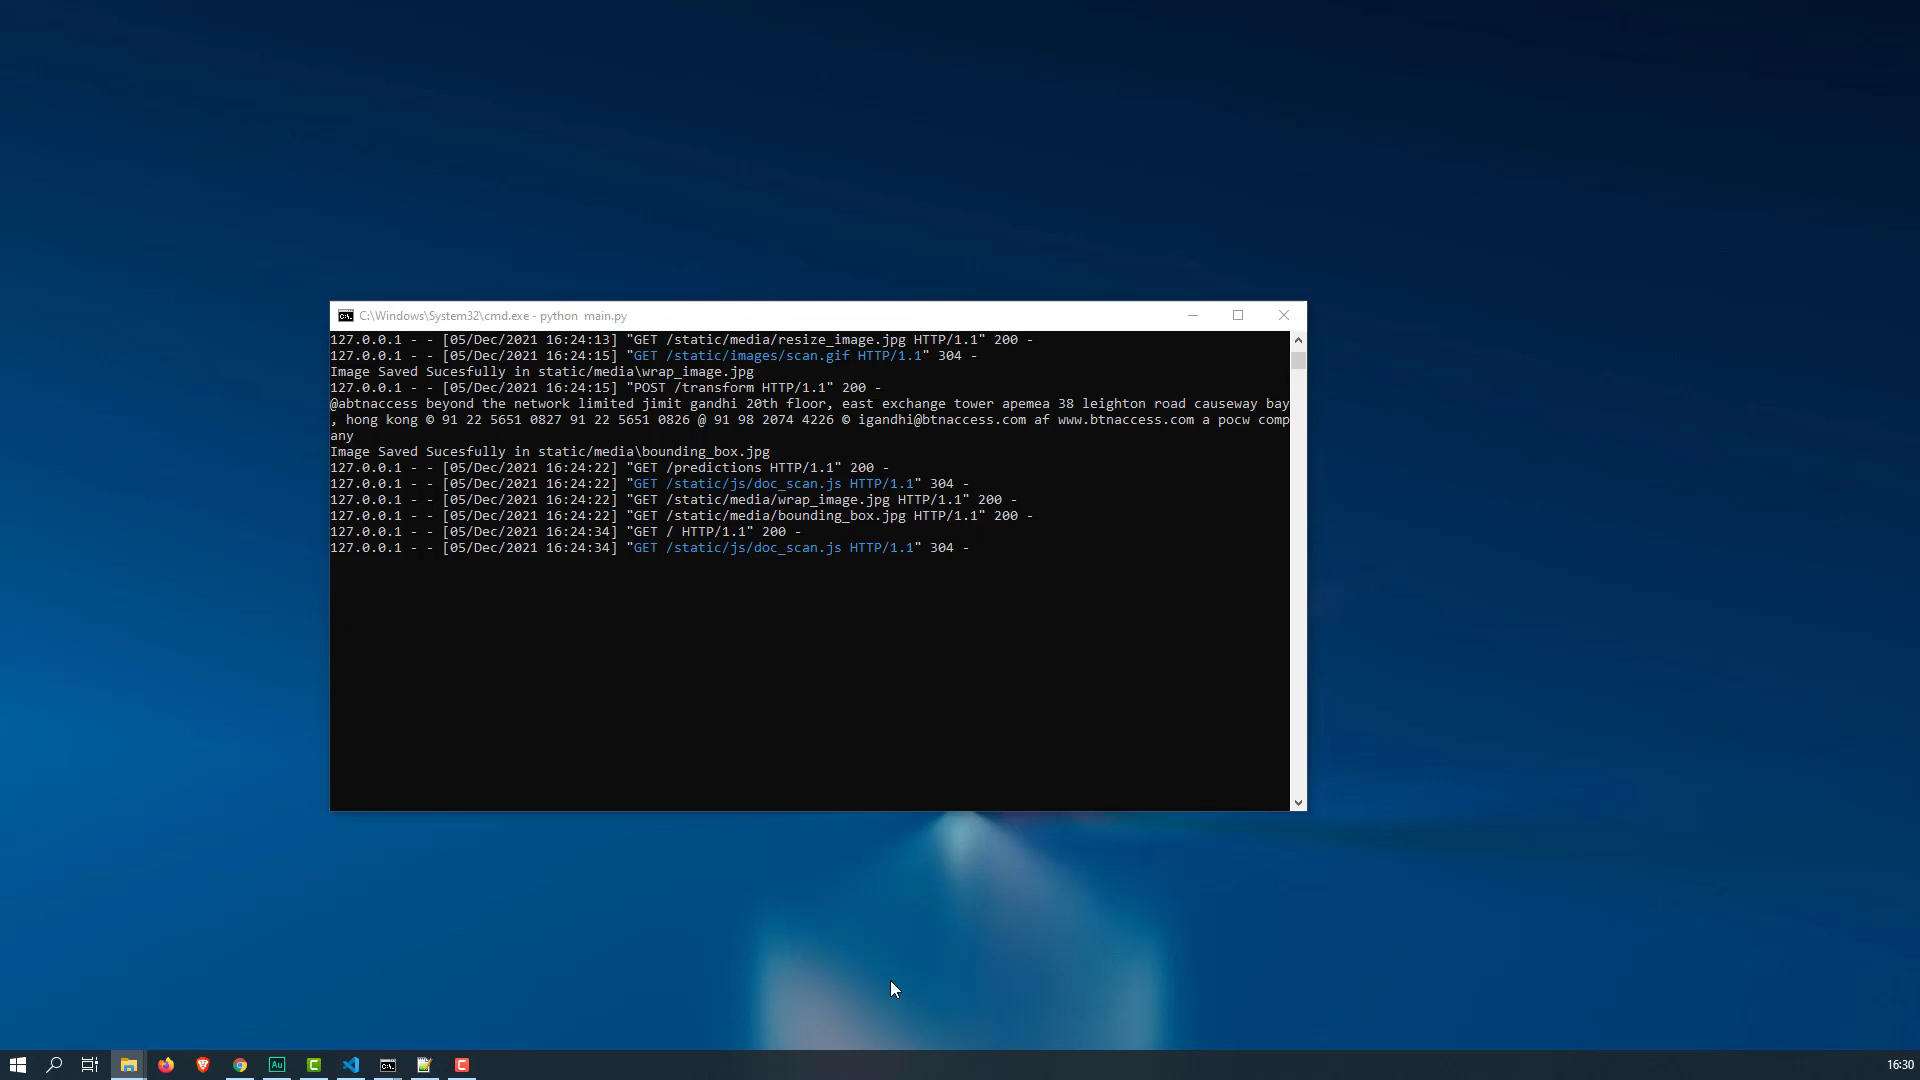 C:\Windows\System32\cmd.exe - python  main.py
127.0.0.1 - - [05/Dec/2021 16:24:13] "GET /static/media/resize_image.jpg HTTP/1.1" 200 -
127.0.0.1 - - [05/Dec/2021 16:24:15] "GET /static/images/scan.gif HTTP/1.1" 304 -
Image Saved Sucesfully in static/media\wrap_image.jpg
127.0.0.1 - - [05/Dec/2021 16:24:15] "POST /transform HTTP/1.1" 200 -
@abtnaccess beyond the network limited jimit gandhi 20th floor, east exchange tower apemea 38 leighton road causeway bay
, hong kong © 91 22 5651 0827 91 22 5651 0826 @ 91 98 2074 4226 © igandhi@btnaccess.com af www.btnaccess.com a pocw comp
any
Image Saved Sucesfully in static/media\bounding_box.jpg
127.0.0.1 - - [05/Dec/2021 16:24:22] "GET /predictions HTTP/1.1" 200 -
127.0.0.1 - - [05/Dec/2021 16:24:22] "GET /static/js/doc_scan.js HTTP/1.1" 304 -
127.0.0.1 - - [05/Dec/2021 16:24:22] "GET /static/media/wrap_image.jpg HTTP/1.1" 200 -
127.0.0.1 - - [05/Dec/2021 16:24:22] "GET /static/media/bounding_box.jpg HTTP/1.1" 200 -
127.0.0.1 - - [05/Dec/2021 16:24:34] "GET / HTTP/1.1" 200 -
127.0.0.1 - - [05/Dec/2021 16:24:34] "GET /static/js/doc_scan.js HTTP/1.1" 304 -
Au
16:30